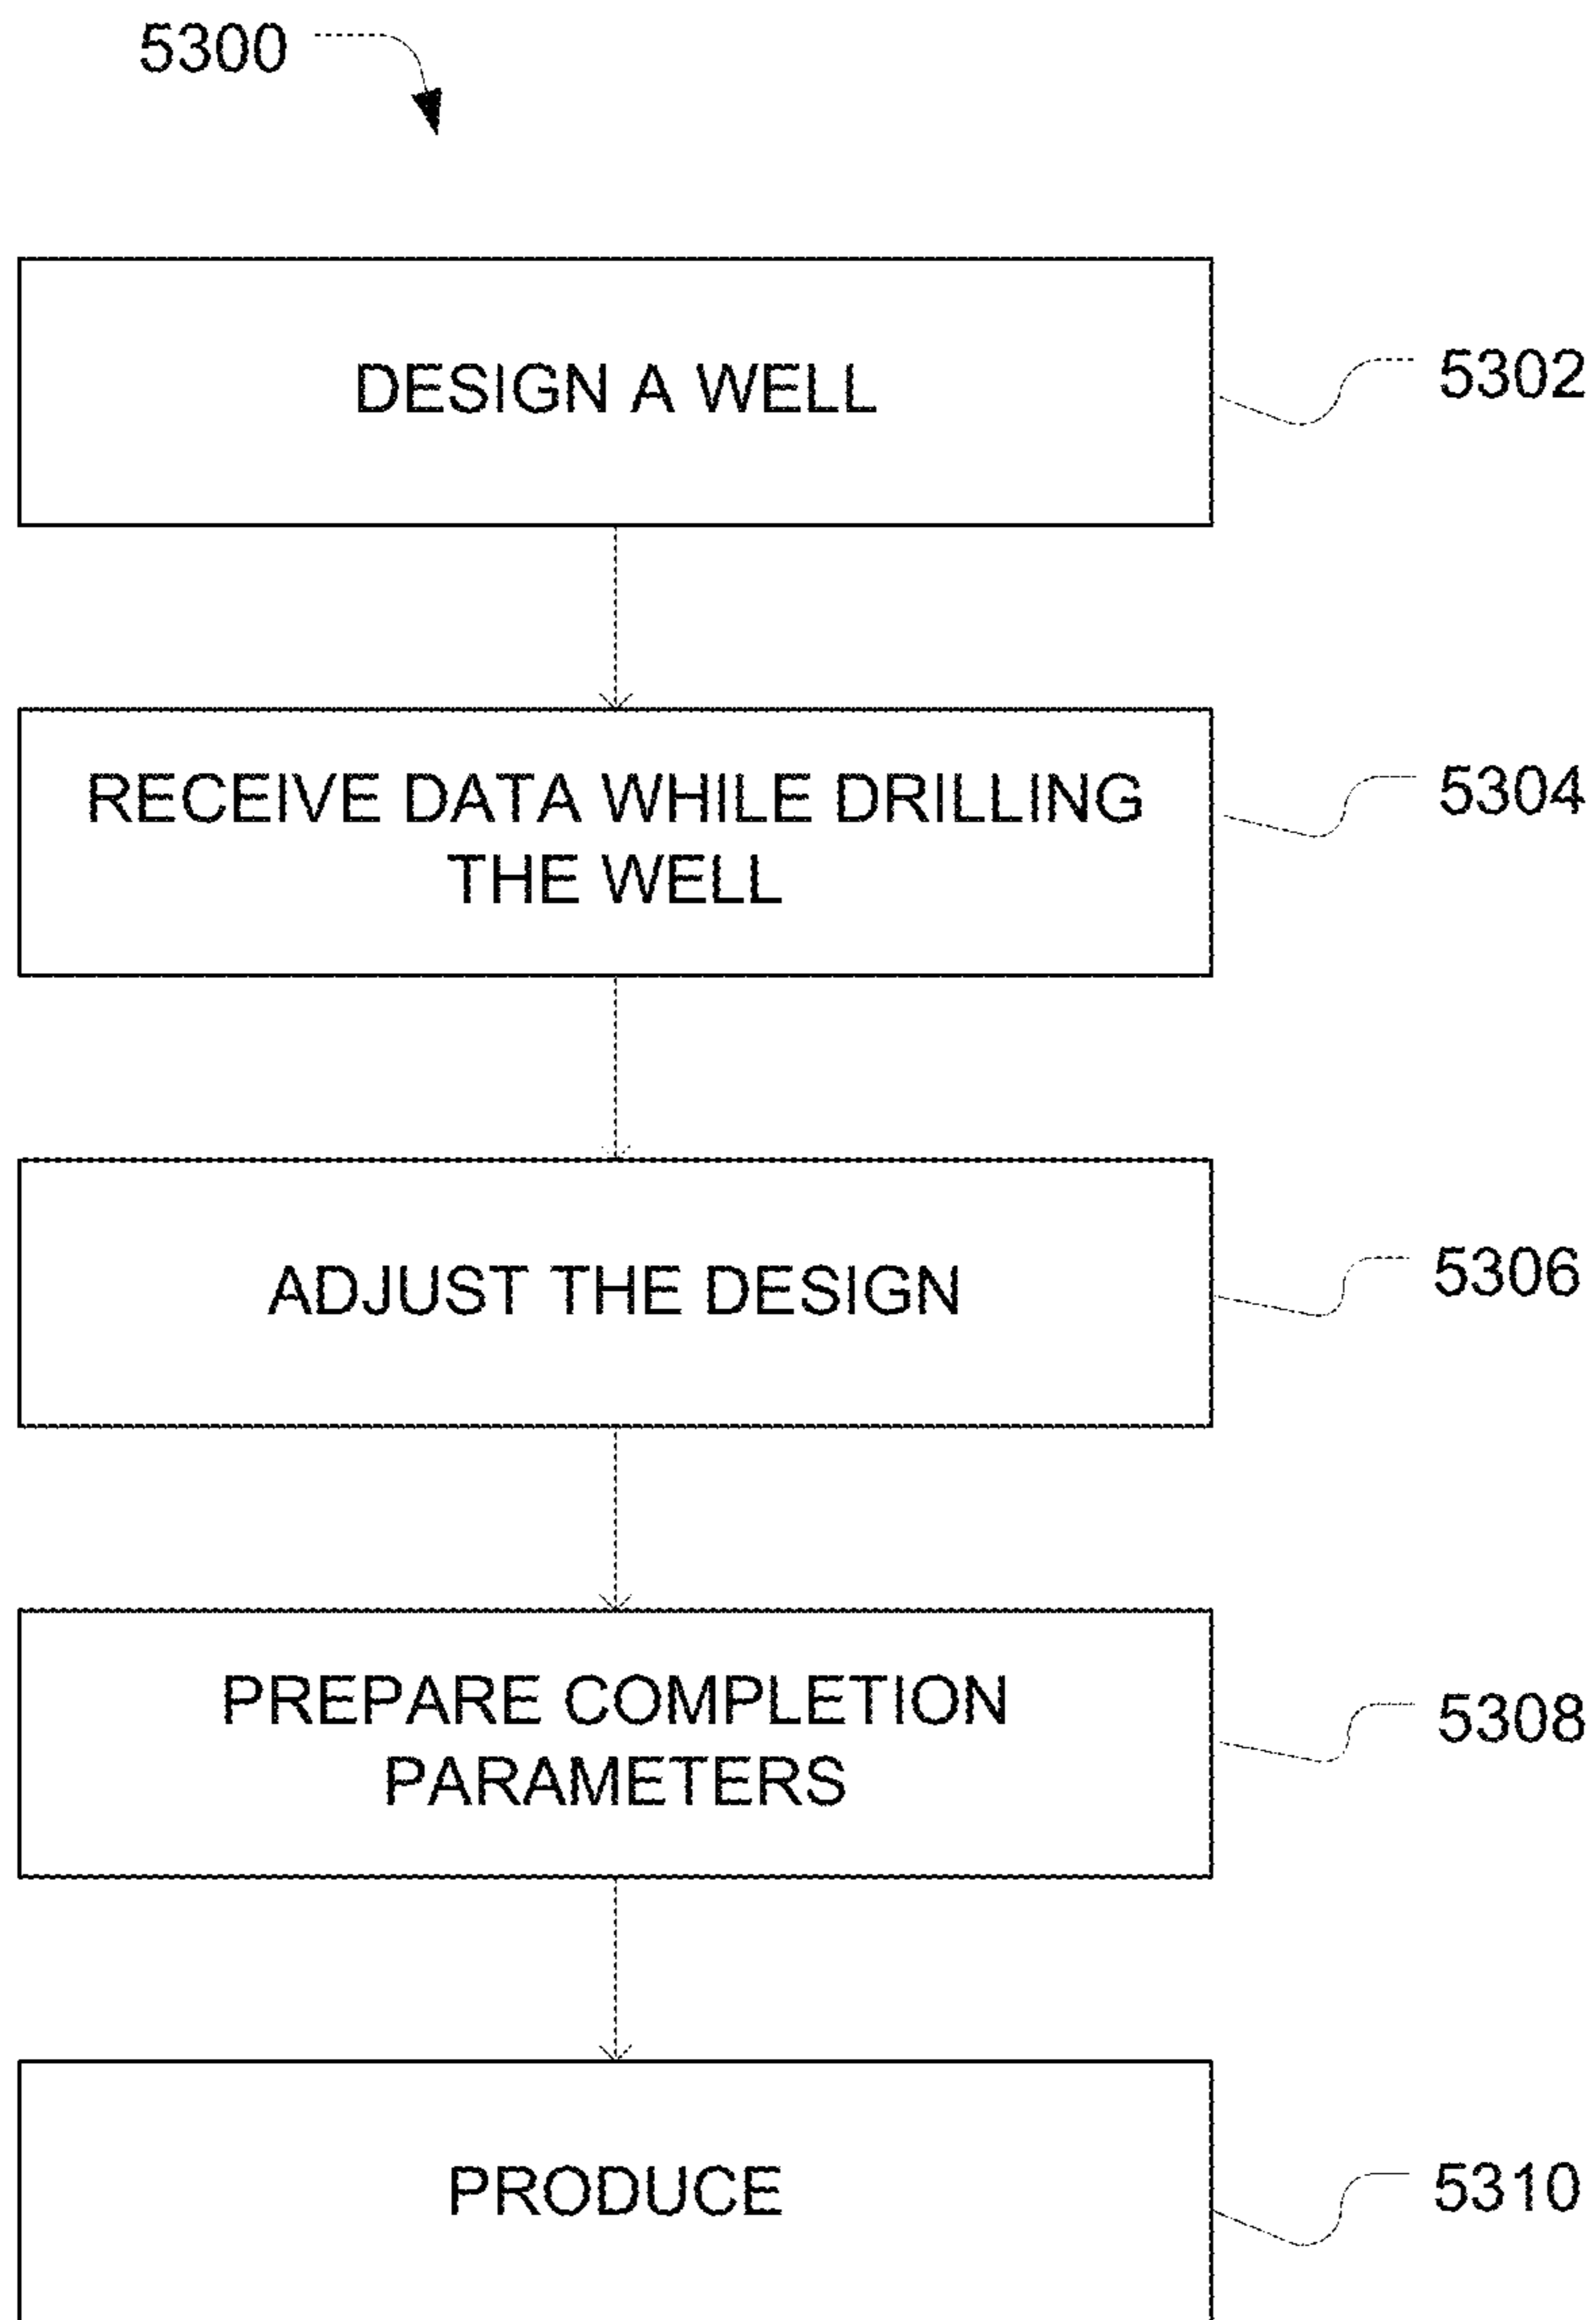 5300
DESIGN A WELL
5302
RECEIVE DATA WHILE DRILLING
THE WELL
5304
ADJUST THE DESIGN
5306
PREPARE COMPLETION
PARAMETERS
5308
PRODUCE
5310